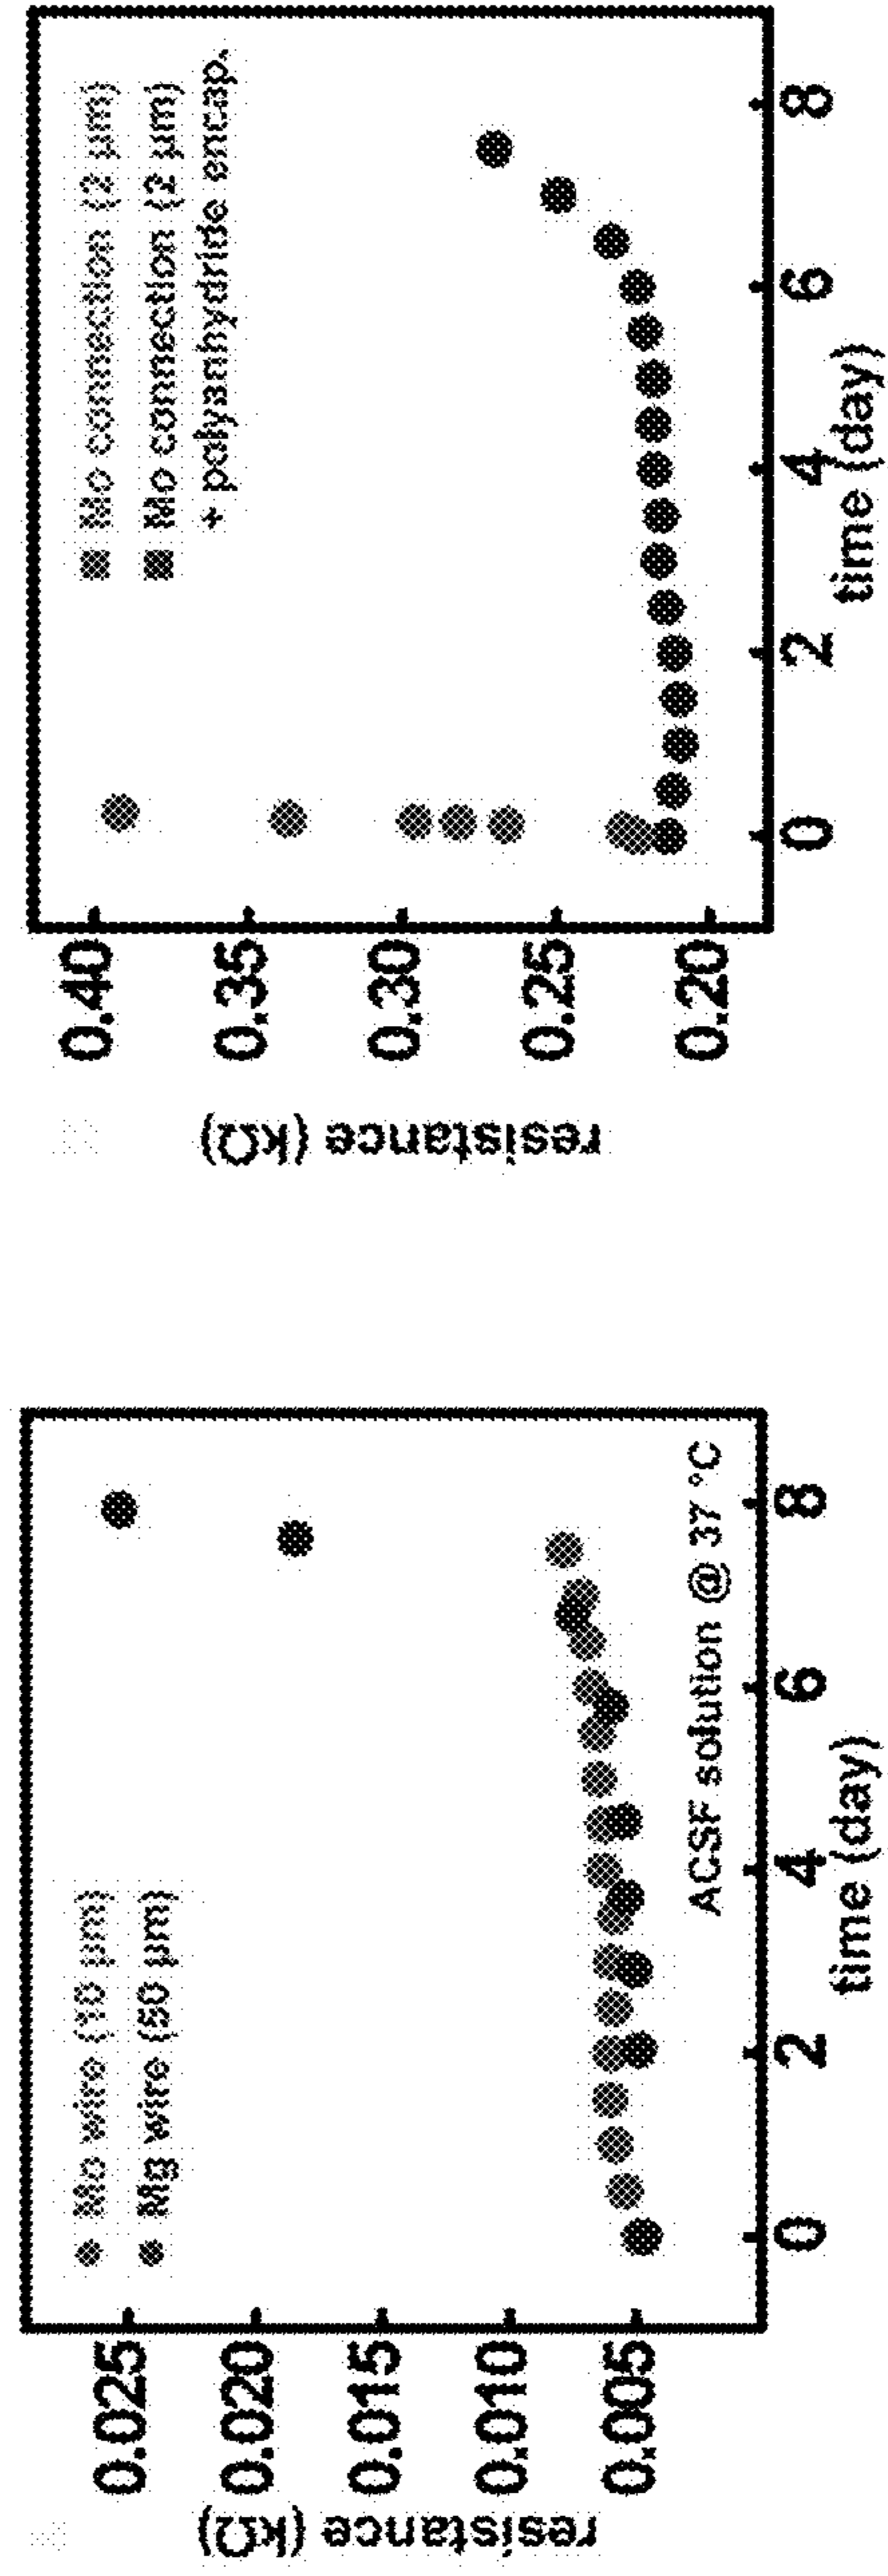 Mo wire (10 µm)
Mg wire (50 µm)
0.025
0.020
0.015
0.010
0.005
resistance (kΩ)
ACSF solution @ 37 °C
0 2 4 6 8
time (day)
Mo connection (2 µm)
Mo connection (2 µm)
+ polyanhydride encap.
0.40
0.35
0.30
0.25
0.20
resistance (kΩ)
0 2 4 6 8
time (day)